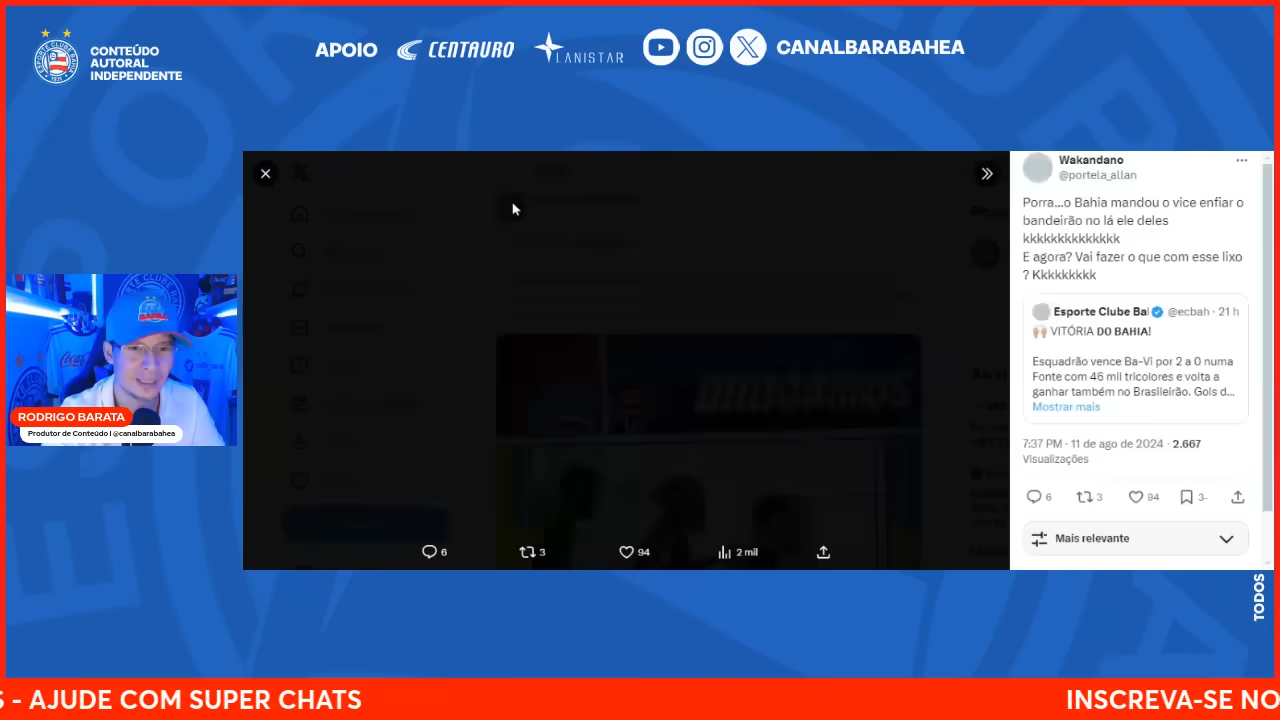 CONTEÚDO
AUTORAL
INDEPENDENTE
APOIO
CENTAURO
LANISTAR
CANALBARABAHEA
Wakandano
@portela_allan
Porra...o Bahia mandou o vice enfiar o
bandeirão no lá ele deles
kkkkkkkkkkkkkk
E agora? Vai fazer o que com esse lixo
? Kkkkkkkkk
Esporte Clube Ba @ecbah · 21 h
🙌🏼 VITÓRIA DO BAHIA!
Esquadrão vence Ba-Vi por 2 a 0 numa
Fonte com 46 mil tricolores e volta a
ganhar também no Brasileirão. Gols d...
Mostrar mais
7:37 PM · 11 de ago de 2024 · 2.667
Visualizações
6 3 94 3
Mais relevante
6 3 94 2 mil
RODRIGO BARATA
Produtor de Conteúdo | @canalbarabahea
TODOS
S - AJUDE COM SUPER CHATS
INSCREVA-SE NO